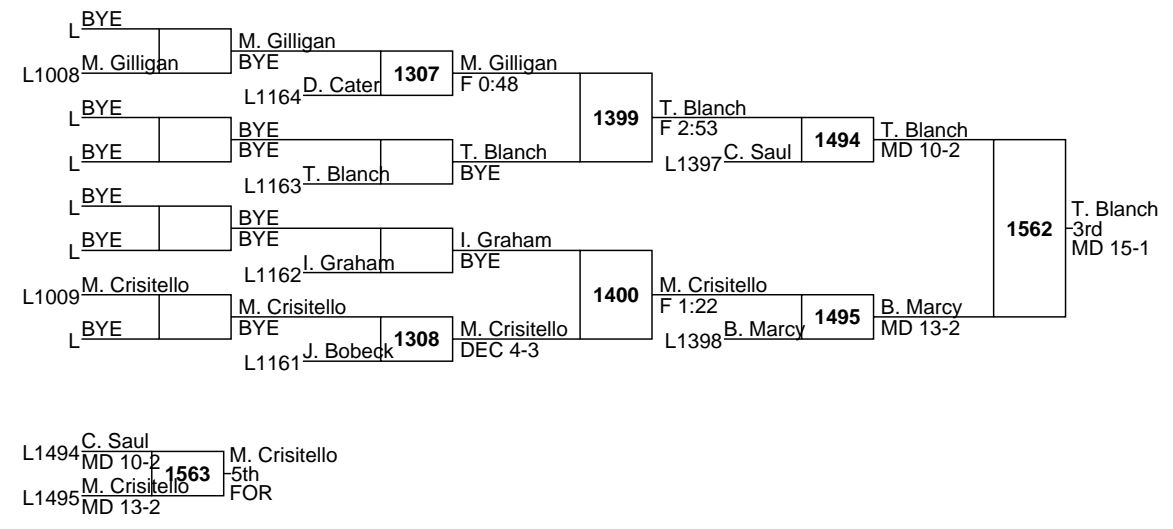 L BYE
L1008 M. Gilligan
M. Gilligan
BYE
L1164 D. Cater
1307
M. Gilligan
F 0:48
L BYE
L BYE
BYE
BYE
L1163 T. Blanch
T. Blanch
BYE
1399
T. Blanch
F 2:53
L1397 C. Saul
1494
T. Blanch
MD 10-2
L BYE
L BYE
BYE
BYE
L1162 I. Graham
I. Graham
BYE
L1009 M. Crisitello
L BYE
M. Crisitello
BYE
L1161 J. Bobeck
1308
M. Crisitello
DEC 4-3
1400
M. Crisitello
F 1:22
L1398 B. Marcy
1495
B. Marcy
MD 13-2
1562
T. Blanch
3rd
MD 15-1
L1494 C. Saul
MD 10-2
L1495 M. Crisitello
MD 13-2
1563
M. Crisitello
5th
FOR